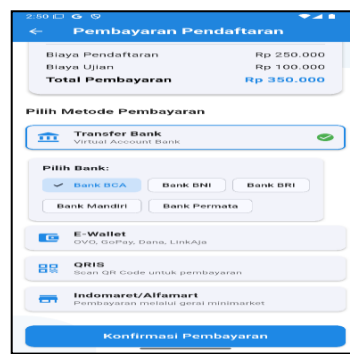 2:50
Pembayaran Pendaftaran
Biaya Pendaftaran Rp 250.000
Biaya Ujian Rp 100.000
Total Pembayaran Rp 350.000
Pilih Metode Pembayaran
Transfer Bank
Virtual Account Bank
Pilih Bank:
Bank BCA Bank BNI Bank BRI
Bank Mandiri Bank Permata
E-Wallet
OVO, GoPay, Dana, LinkAja
QRIS
Scan QR Code untuk pembayaran
Indomaret/Alfamart
Pembayaran melalui gerai minimarket
Konfirmasi Pembayaran